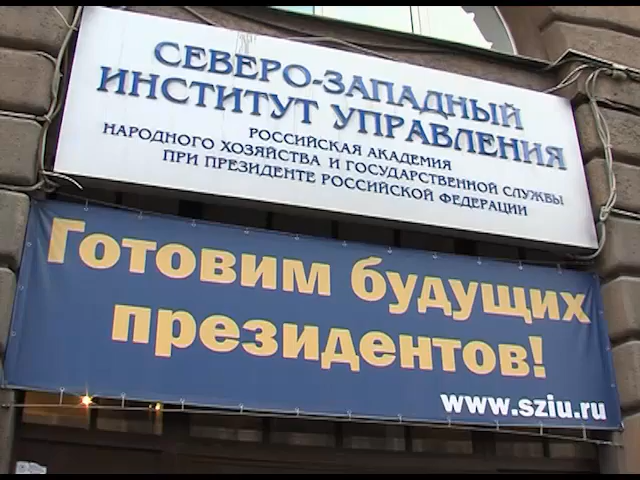 СЕВЕРО-ЗАПАДНЫЙ
ИНСТИТУТ УПРАВЛЕНИЯ
РОССИЙСКАЯ АКАДЕМИЯ
НАРОДНОГО ХОЗЯЙСТВА И ГОСУДАРСТВЕННОЙ СЛУЖБЫ
ПРИ ПРЕЗИДЕНТЕ РОССИЙСКОЙ ФЕДЕРАЦИИ
Готовим будущих
президентов!
www.sziu.ru